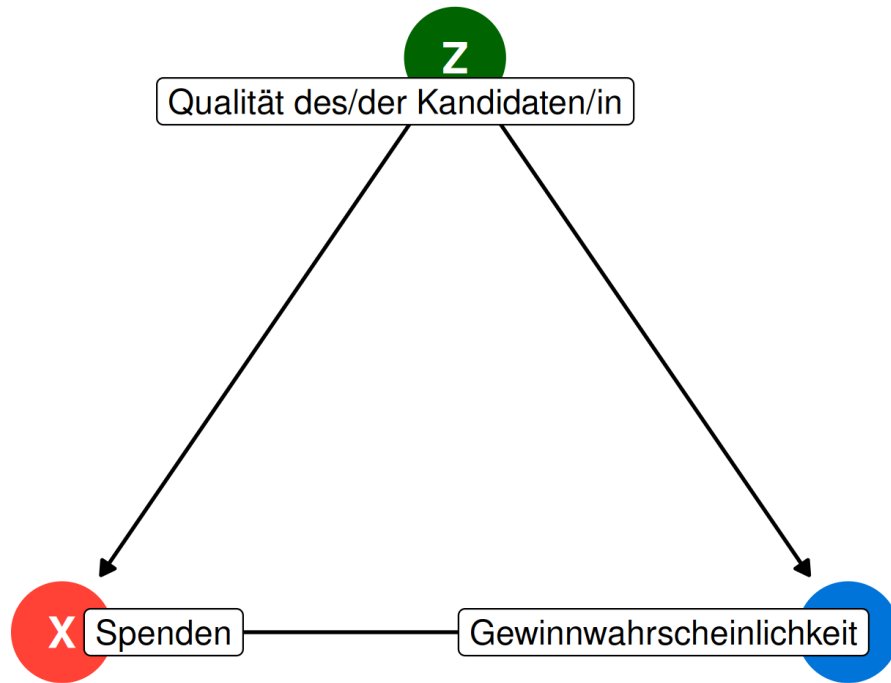 Z
Qualität des/der Kandidaten/in
X
Spenden
Gewinnwahrscheinlichkeit